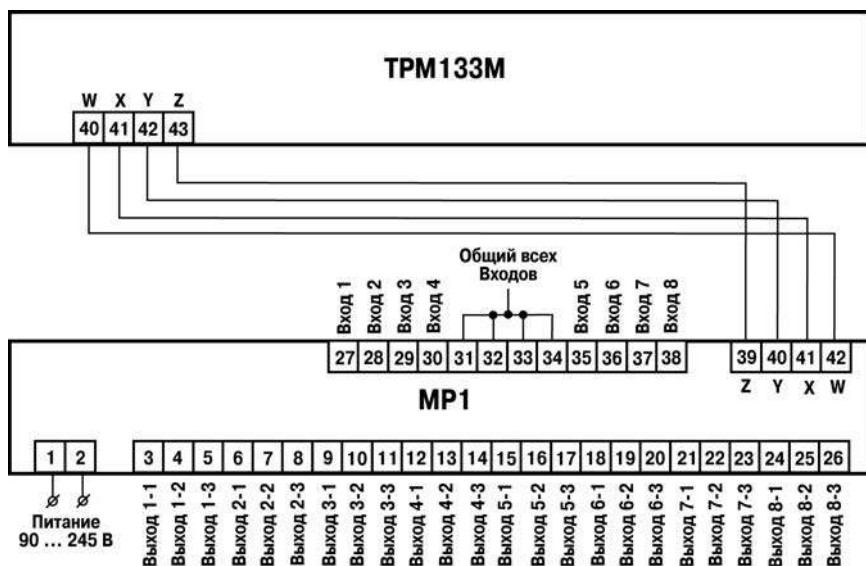 ТРМ133М
W X Y Z
40 41 42 43
Общий всех
Входов
Вход 1
Вход 2
Вход 3
Вход 4
Вход 5
Вход 6
Вход 7
Вход 8
27 28 29 30 31 32 33 34 35 36 37 38
39 40 41 42
Z Y X W
МР1
1 2
3 4 5 6 7 8 9 10 11 12 13 14 15 16 17 18 19 20 21 22 23 24 25 26
Питание
90 ... 245 В
Выход 1-1
Выход 1-2
Выход 1-3
Выход 2-1
Выход 2-2
Выход 2-3
Выход 3-1
Выход 3-2
Выход 3-3
Выход 4-1
Выход 4-2
Выход 4-3
Выход 5-1
Выход 5-2
Выход 5-3
Выход 6-1
Выход 6-2
Выход 6-3
Выход 7-1
Выход 7-2
Выход 7-3
Выход 8-1
Выход 8-2
Выход 8-3